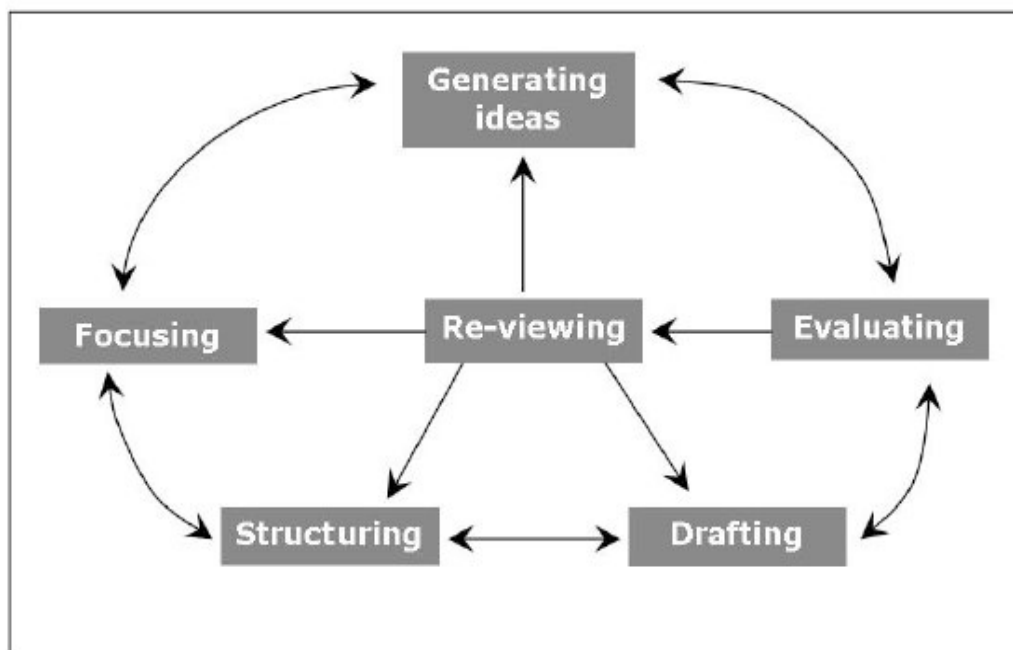 Generating
ideas
Focusing
Re-viewing
Evaluating
Structuring
Drafting